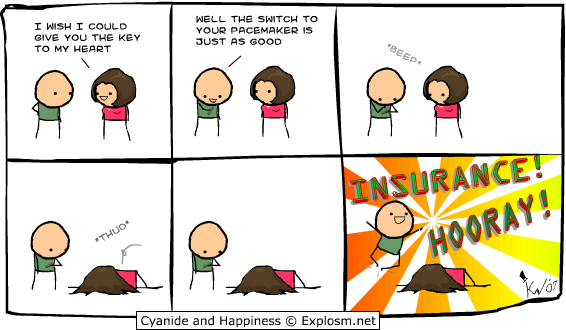 I WISH I COULD
GIVE YOU THE KEY
TO MY HEART
WELL THE SWITCH TO
YOUR PACEMAKER IS
JUST AS GOOD
*BEEP*
*THUD*
INSURANCE!
HOORAY!
KW'07
Cyanide and Happiness © Explosm.net